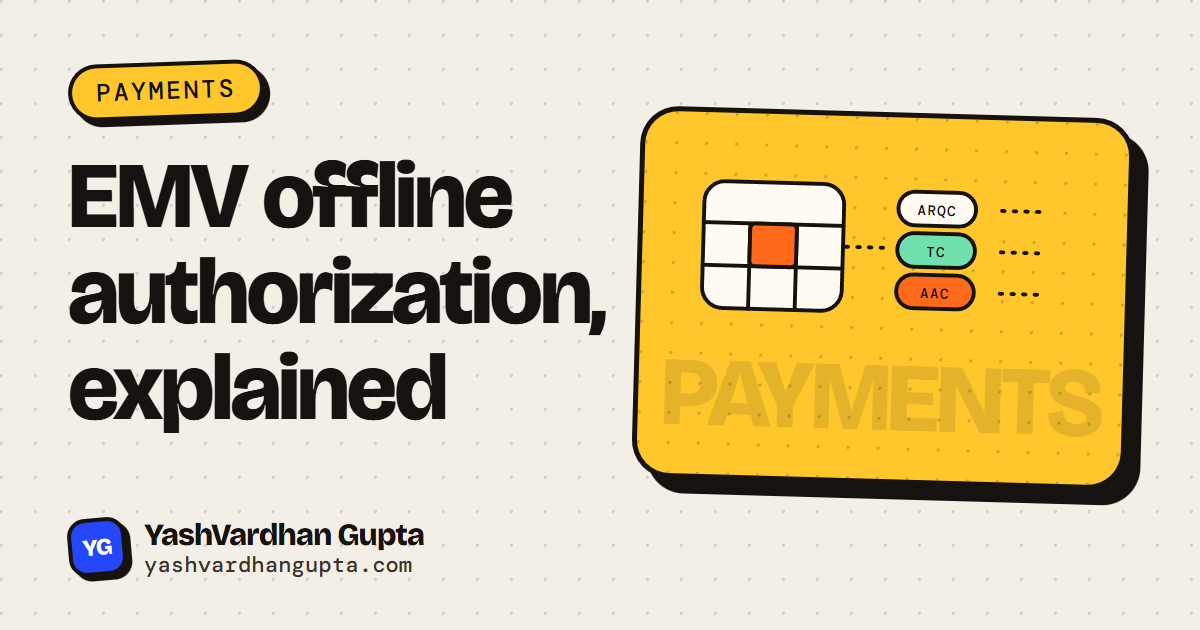 PAYMENTS
EMV offline
authorization,
explained
ARQC
TC
AAC
PAYMENTS
YG
YashVardhan Gupta
yashvardhangupta.com